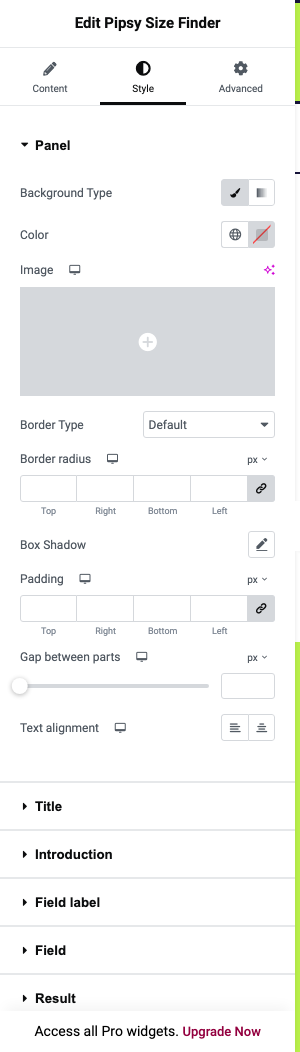 Edit Pipsy Size Finder
Content Style Advanced
Panel
Background Type
Color
Image
Border Type Default
Border radius px
Top Right Bottom Left
Box Shadow
Padding px
Top Right Bottom Left
Gap between parts px
Text alignment
Title
Introduction
Field label
Field
Result
Access all Pro widgets. Upgrade Now